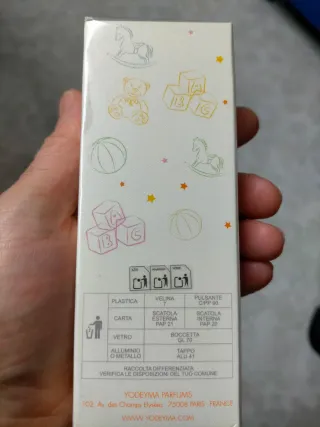 PLASTICA VELINA 7 PULSANTE C/PP 90
CARTA SCATOLA ESTERNA PAP 21 SCATOLA INTERNA PAP 20
VETRO BOCCETTA GL 70
ALLUMINIO O METALLO TAPPO ALU 41
RACCOLTA DIFFERENZIATA
VERIFICA LE DISPOSIZIONI DEL TUO COMUNE
YODEYMA PARFUMS
102, Av. des Champs Elysées 75008 PARIS FRANCE
WWW.YODEYMA.COM